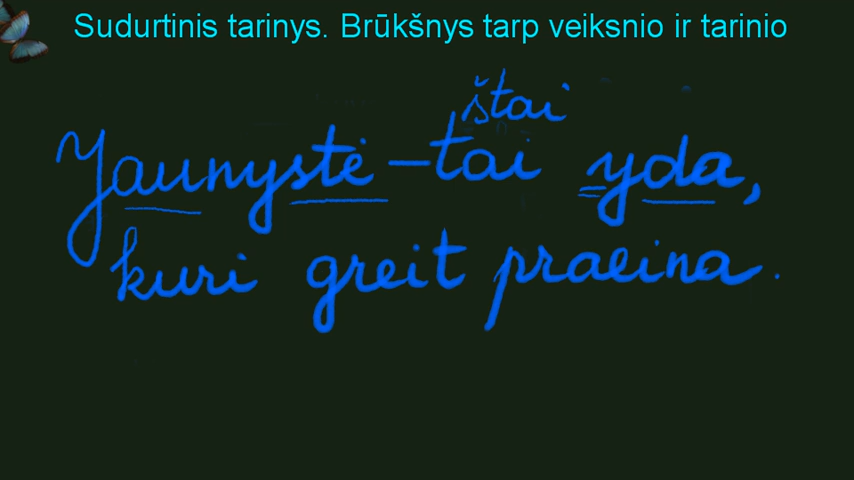 Sudurtinis tarinys. Brūkšnys tarp veiksnio ir tarinio
štai
Jaunystė – tai yda,
kuri greit praeina.